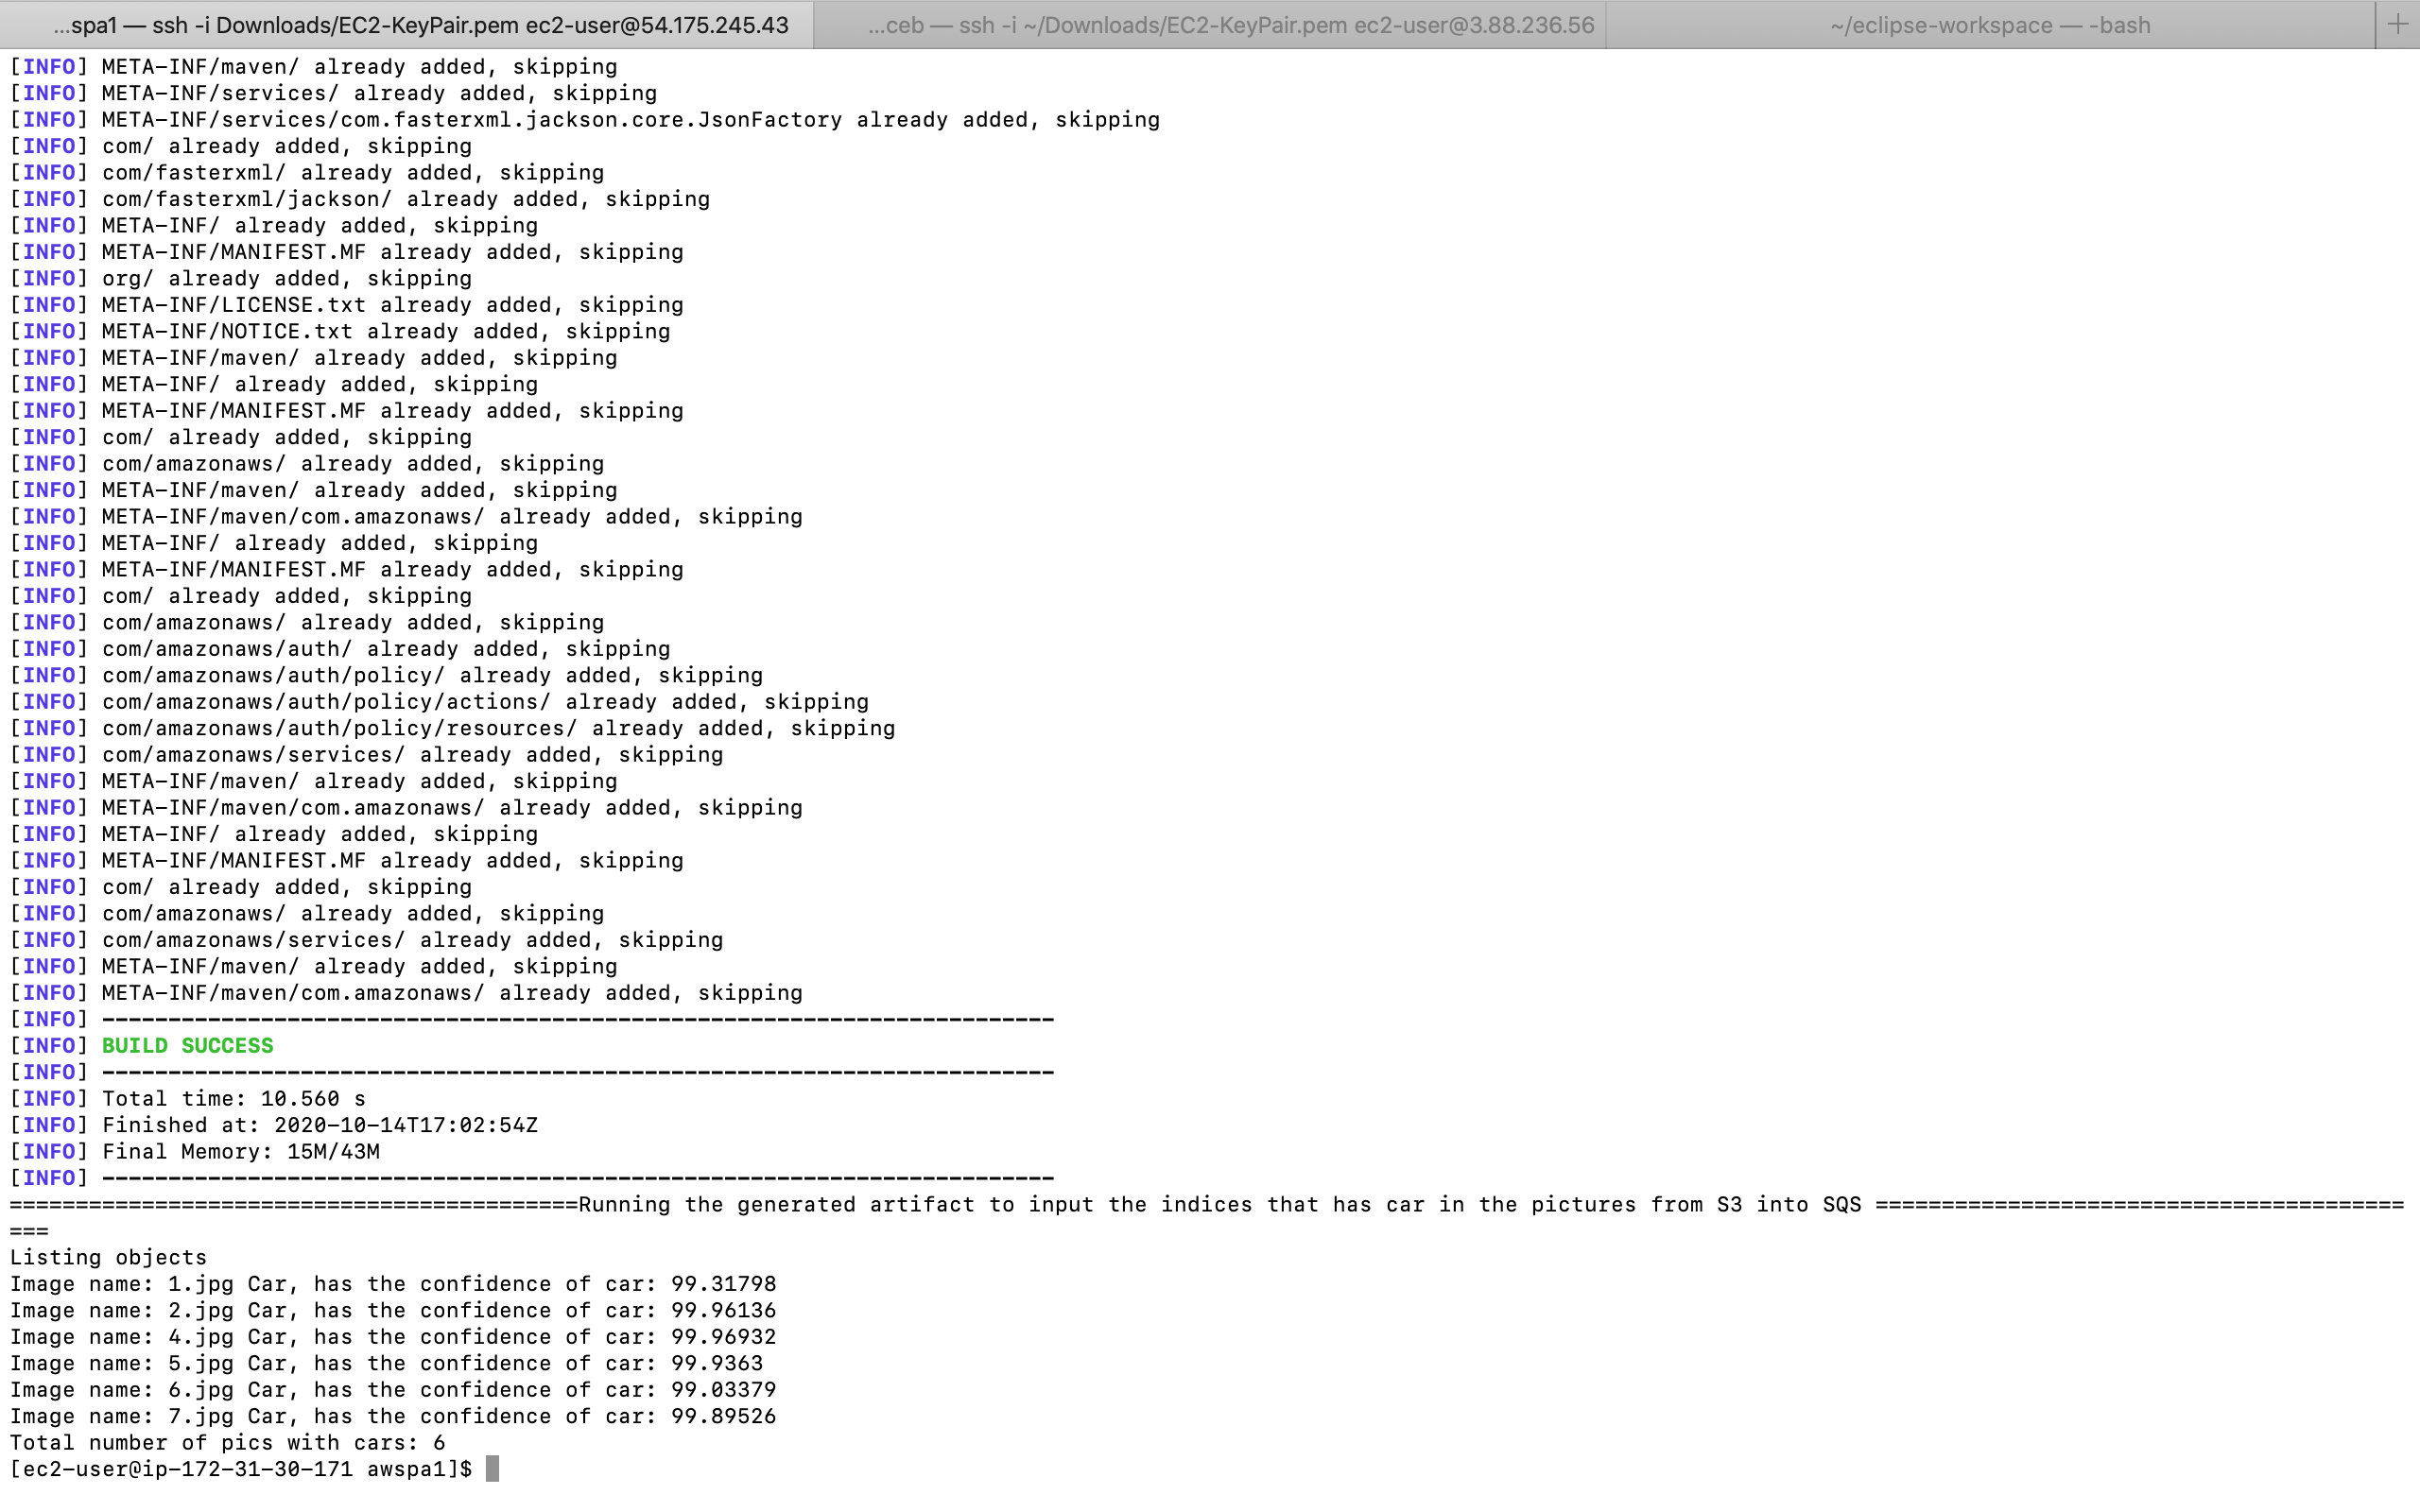 ...spa1 — ssh -i Downloads/EC2-KeyPair.pem ec2-user@54.175.245.43
...ceb — ssh -i ~/Downloads/EC2-KeyPair.pem ec2-user@3.88.236.56
~/eclipse-workspace — -bash
+
[INFO] META-INF/maven/ already added, skipping
[INFO] META-INF/services/ already added, skipping
[INFO] META-INF/services/com.fasterxml.jackson.core.JsonFactory already added, skipping
[INFO] com/ already added, skipping
[INFO] com/fasterxml/ already added, skipping
[INFO] com/fasterxml/jackson/ already added, skipping
[INFO] META-INF/ already added, skipping
[INFO] META-INF/MANIFEST.MF already added, skipping
[INFO] org/ already added, skipping
[INFO] META-INF/LICENSE.txt already added, skipping
[INFO] META-INF/NOTICE.txt already added, skipping
[INFO] META-INF/maven/ already added, skipping
[INFO] META-INF/ already added, skipping
[INFO] META-INF/MANIFEST.MF already added, skipping
[INFO] com/ already added, skipping
[INFO] com/amazonaws/ already added, skipping
[INFO] META-INF/maven/ already added, skipping
[INFO] META-INF/maven/com.amazonaws/ already added, skipping
[INFO] META-INF/ already added, skipping
[INFO] META-INF/MANIFEST.MF already added, skipping
[INFO] com/ already added, skipping
[INFO] com/amazonaws/ already added, skipping
[INFO] com/amazonaws/auth/ already added, skipping
[INFO] com/amazonaws/auth/policy/ already added, skipping
[INFO] com/amazonaws/auth/policy/actions/ already added, skipping
[INFO] com/amazonaws/auth/policy/resources/ already added, skipping
[INFO] com/amazonaws/services/ already added, skipping
[INFO] META-INF/maven/ already added, skipping
[INFO] META-INF/maven/com.amazonaws/ already added, skipping
[INFO] META-INF/ already added, skipping
[INFO] META-INF/MANIFEST.MF already added, skipping
[INFO] com/ already added, skipping
[INFO] com/amazonaws/ already added, skipping
[INFO] com/amazonaws/services/ already added, skipping
[INFO] META-INF/maven/ already added, skipping
[INFO] META-INF/maven/com.amazonaws/ already added, skipping
[INFO] ------------------------------------------------------------------------
[INFO] BUILD SUCCESS
[INFO] ------------------------------------------------------------------------
[INFO] Total time: 10.560 s
[INFO] Finished at: 2020-10-14T17:02:54Z
[INFO] Final Memory: 15M/43M
[INFO] ------------------------------------------------------------------------
===========================================Running the generated artifact to input the indices that has car in the pictures from S3 into SQS ========================================
===
Listing objects
Image name: 1.jpg Car, has the confidence of car: 99.31798
Image name: 2.jpg Car, has the confidence of car: 99.96136
Image name: 4.jpg Car, has the confidence of car: 99.96932
Image name: 5.jpg Car, has the confidence of car: 99.9363
Image name: 6.jpg Car, has the confidence of car: 99.03379
Image name: 7.jpg Car, has the confidence of car: 99.89526
Total number of pics with cars: 6
[ec2-user@ip-172-31-30-171 awspa1]$